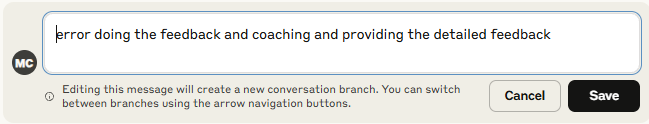 error doing the feedback and coaching and providing the detailed feedback
MC
Editing this message will create a new conversation branch. You can switch
between branches using the arrow navigation buttons.
Cancel
Save